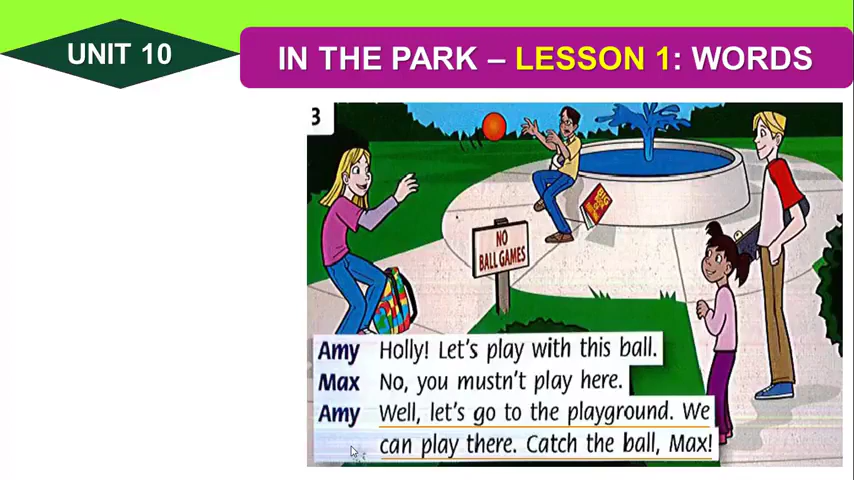 UNIT 10
IN THE PARK – LESSON 1: WORDS
3
NO
BALL GAMES
Amy Holly! Let's play with this ball.
Max No, you mustn't play here.
Amy Well, let's go to the playground. We
can play there. Catch the ball, Max!